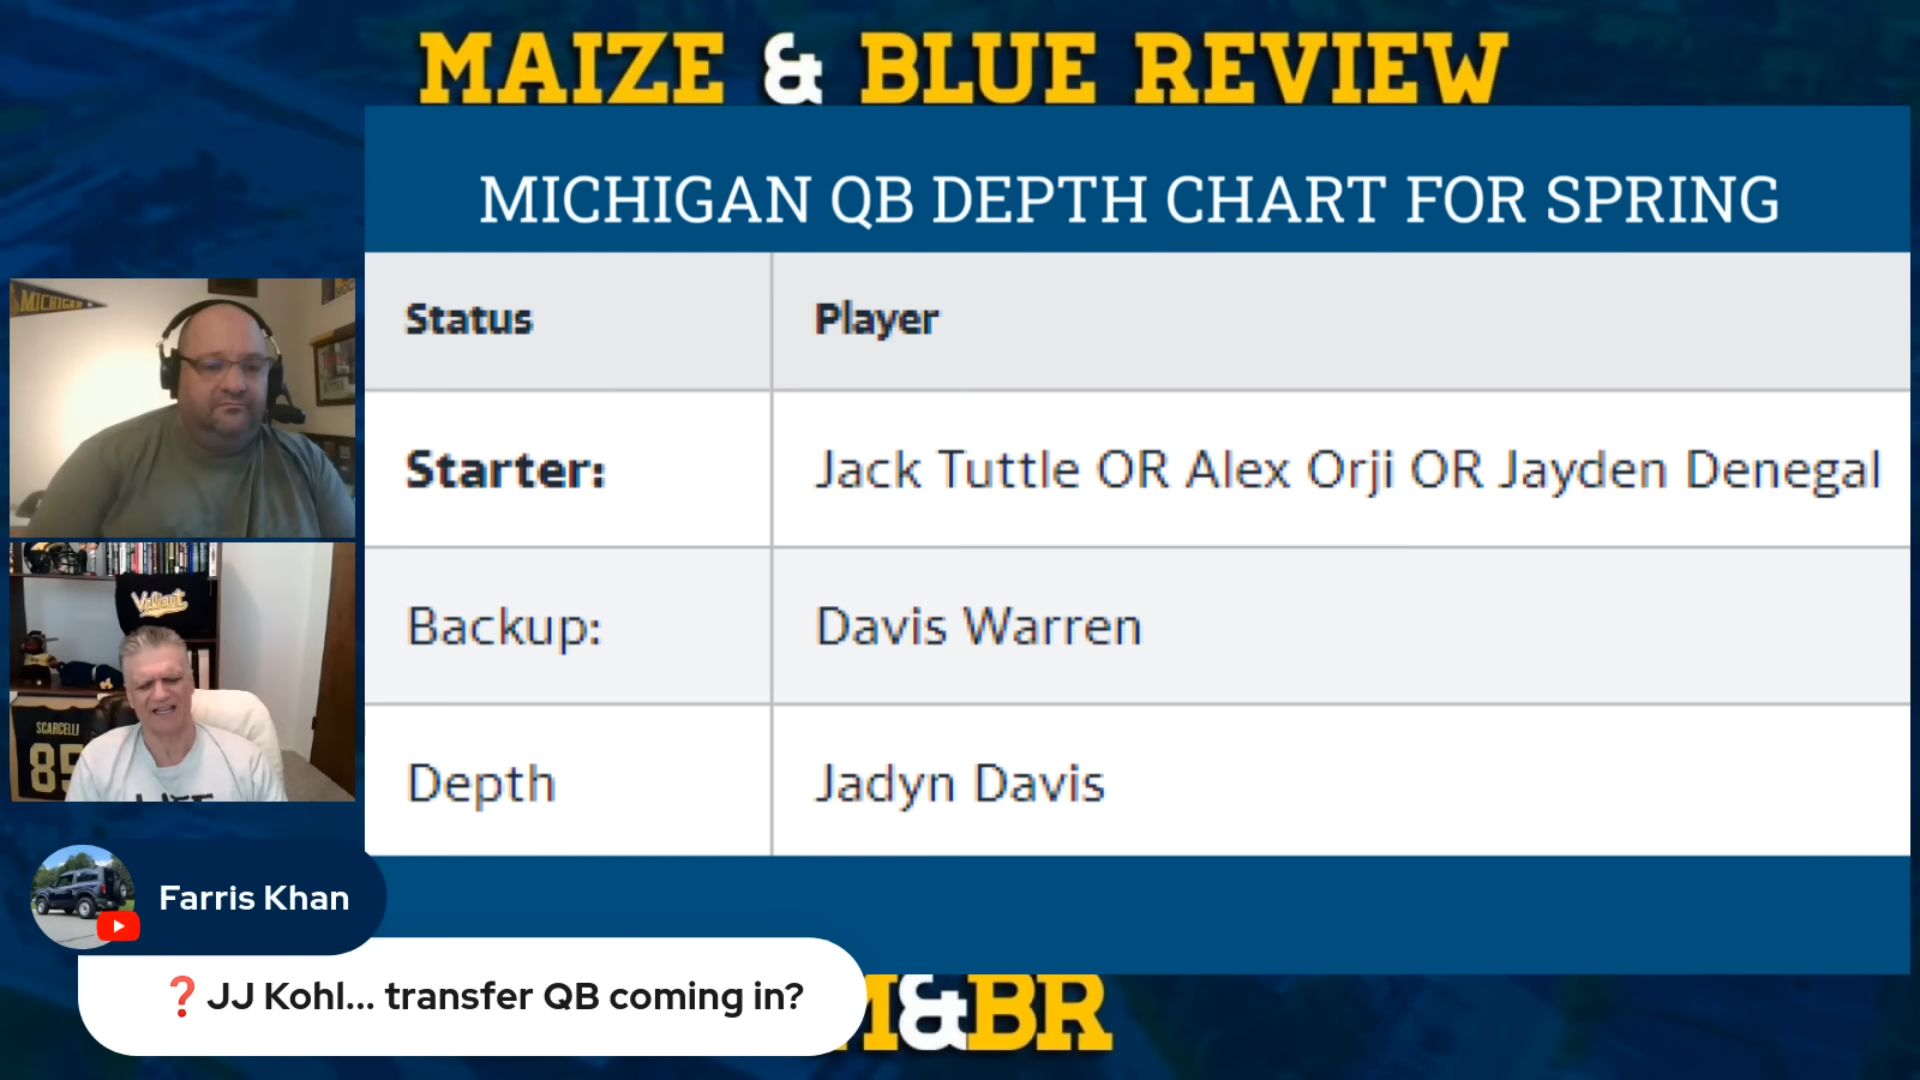 MAIZE & BLUE REVIEW
MICHIGAN QB DEPTH CHART FOR SPRING
Status Player
Starter: Jack Tuttle OR Alex Orji OR Jayden Denegal
Backup: Davis Warren
Depth Jadyn Davis
MICHIGAN
Valiant
SCARCELLI
85
Farris Khan
❓JJ Kohl... transfer QB coming in?
M&BR